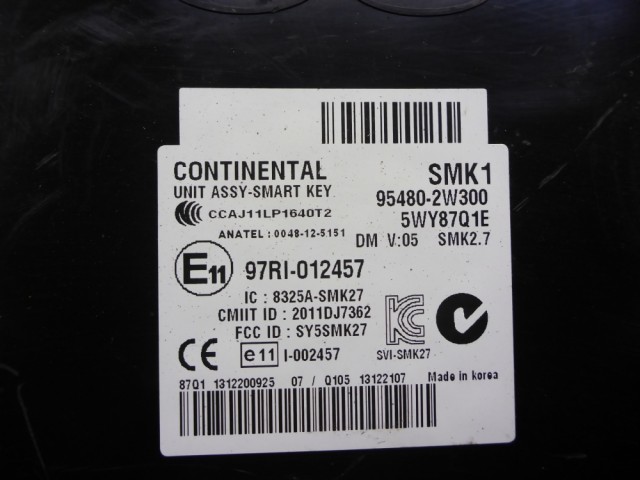 CONTINENTAL SMK1
UNIT ASSY-SMART KEY 95480-2W300
CCAJ11LP1640T2 5WY87Q1E
ANATEL : 0048-12-5151 DM V:05 SMK2.7
E11 97RI-012457
IC : 8325A-SMK27
CMIIT ID : 2011DJ7362
FCC ID : SY5SMK27
CE e11 I-002457 SVI-SMK27
87Q1 1312200925 07 / Q105 13122107 Made in korea